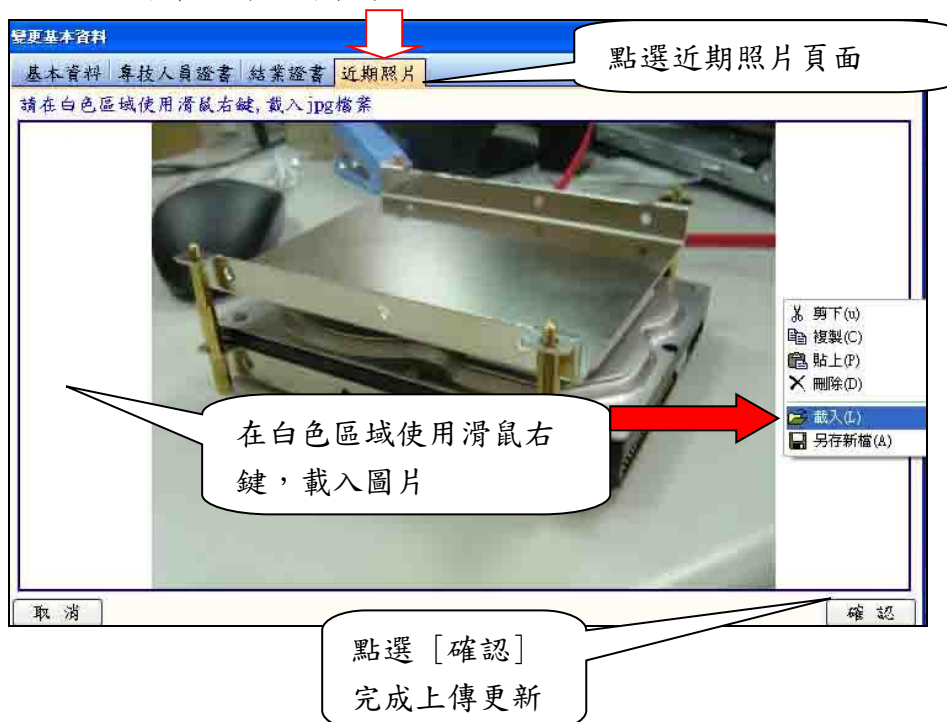 變更基本資料
點選近期照片頁面
基本資料 專技人員證書 結業證書 近期照片
請在白色區域使用滑鼠右鍵,載入jpg檔案
剪下(u)
複製(C)
貼上(P)
刪除(D)
載入(L)
另存新檔(A)
在白色區域使用滑鼠右
鍵，載入圖片
取 消
確 認
點選［確認］
完成上傳更新